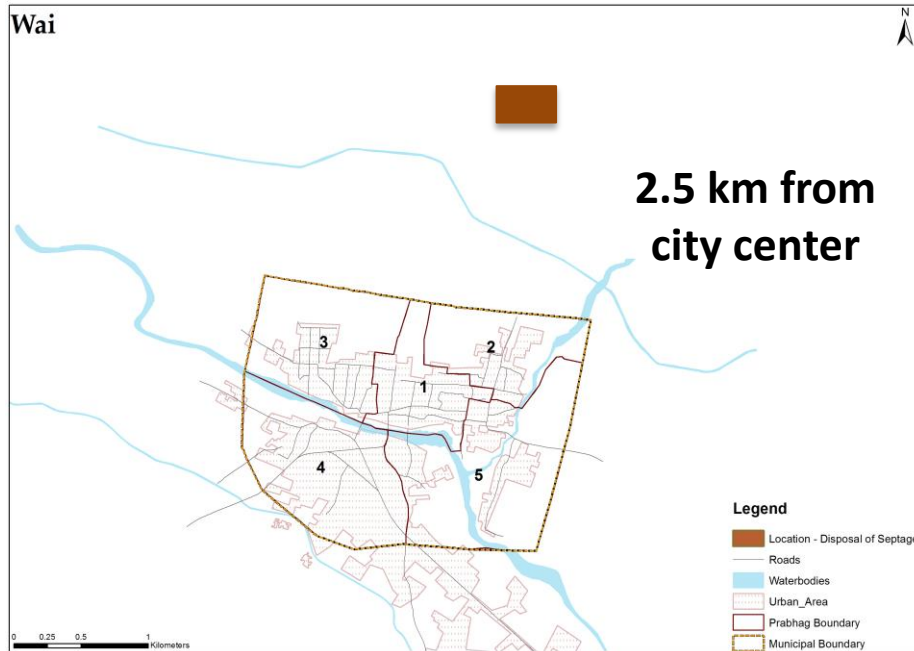 Wai
N
2.5 km from
city center
3
2
1
4
5
Legend
Location - Disposal of Septage
Roads
Waterbodies
Urban_Area
Prabhag Boundary
Municipal Boundary
0 0.25 0.5 1
Kilometers